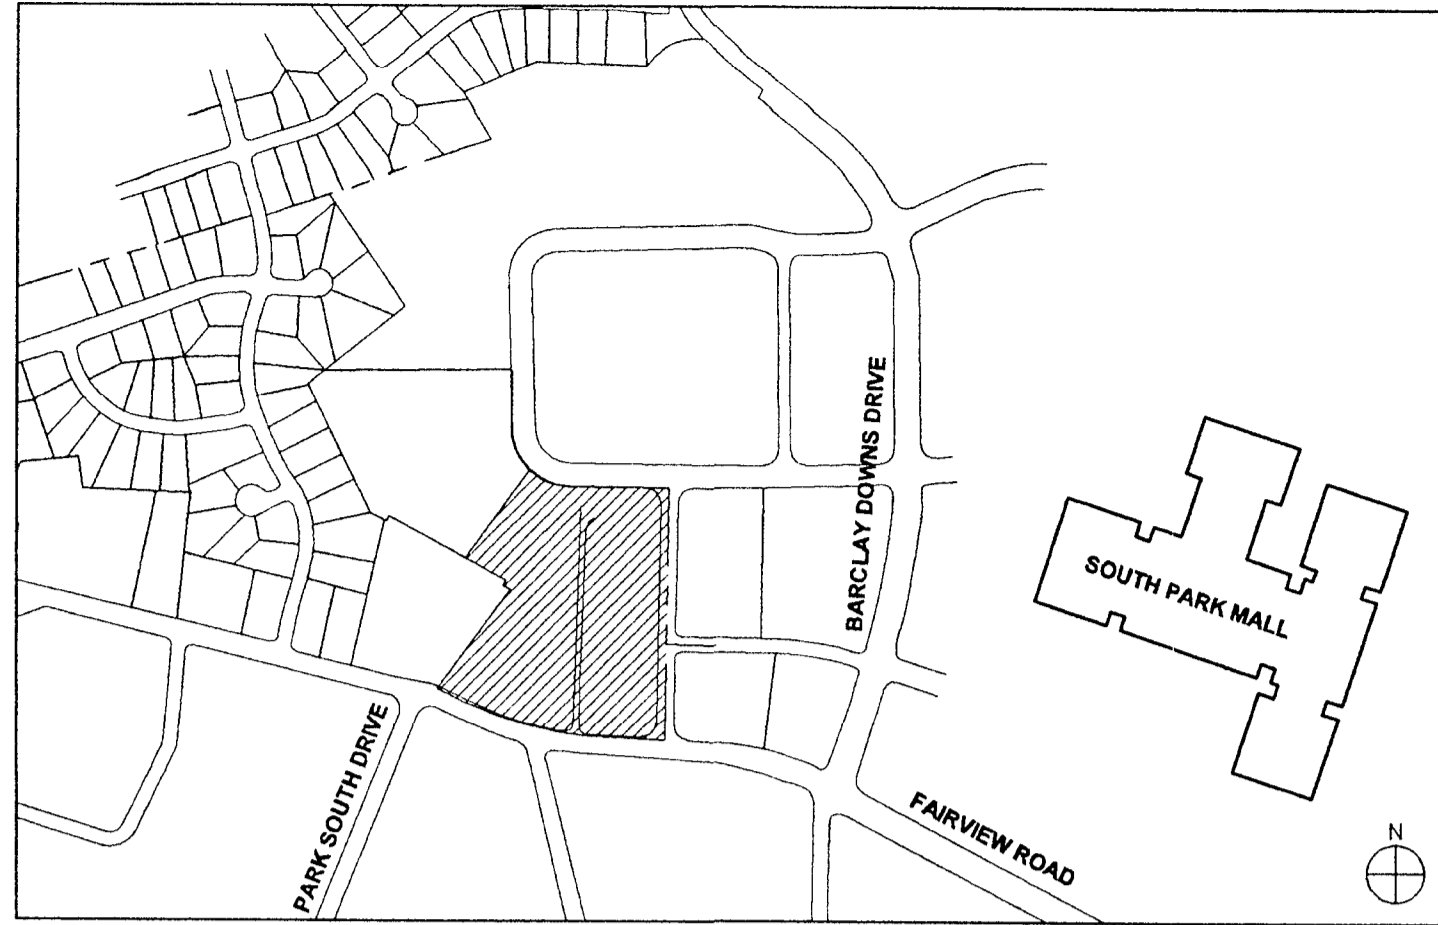 BARCLAY DOWNS DRIVE
SOUTH PARK MALL
PARK SOUTH DRIVE
FAIRVIEW ROAD
N